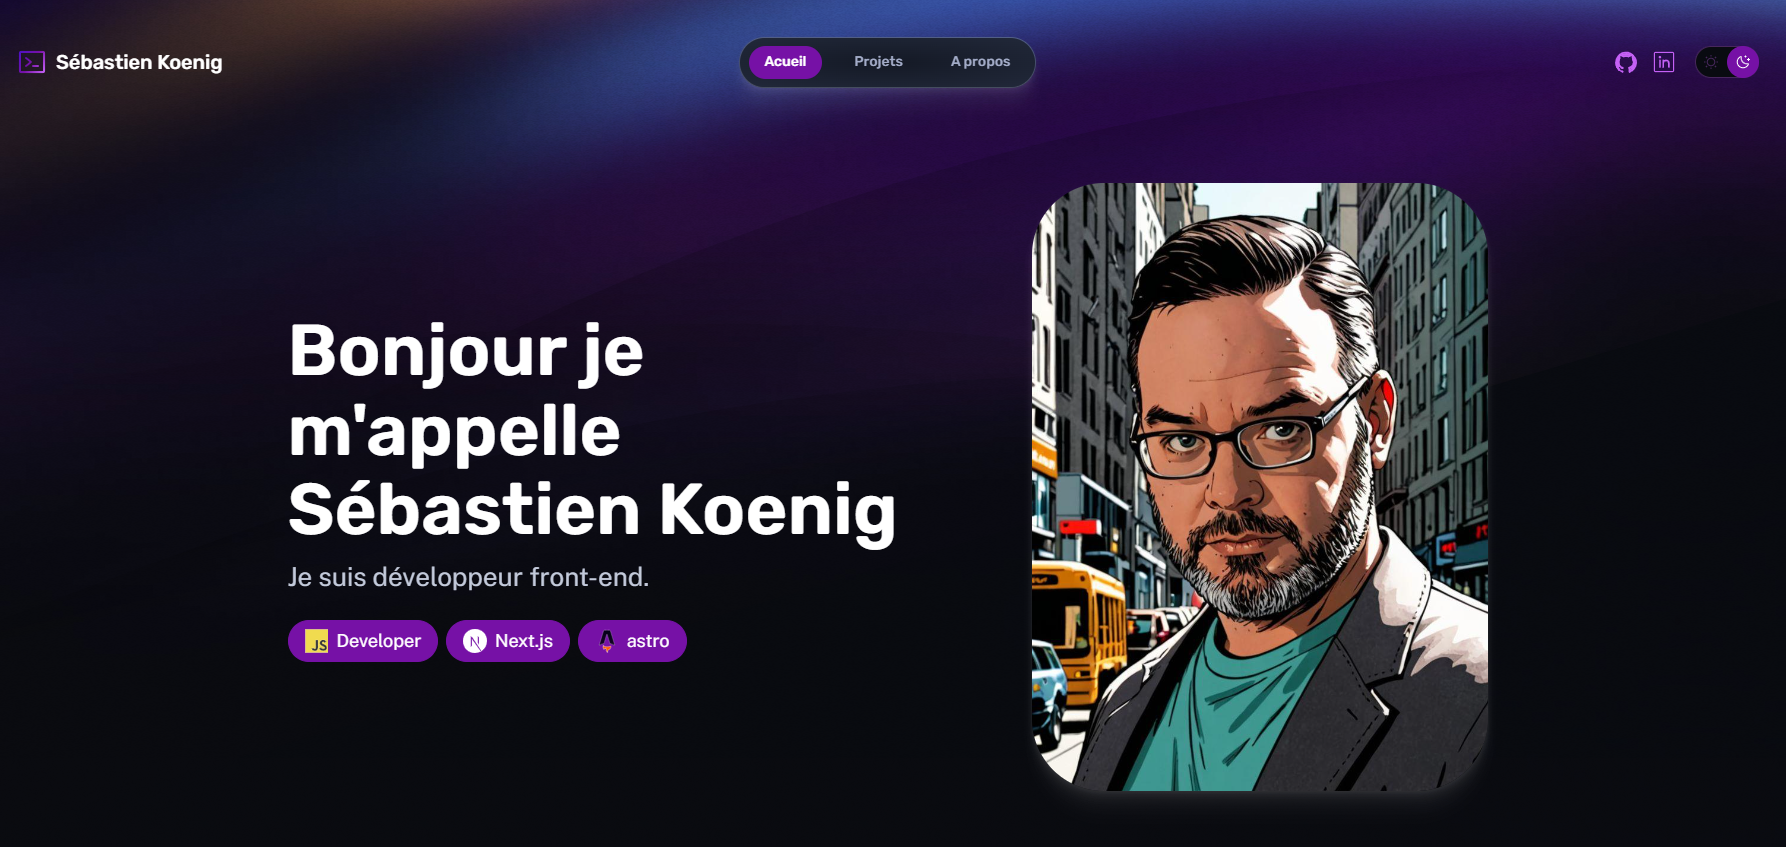 Sébastien Koenig
Acueil
Projets
A propos
in
Bonjour je
m'appelle
Sébastien Koenig
Je suis développeur front-end.
JS Developer
N Next.js
astro